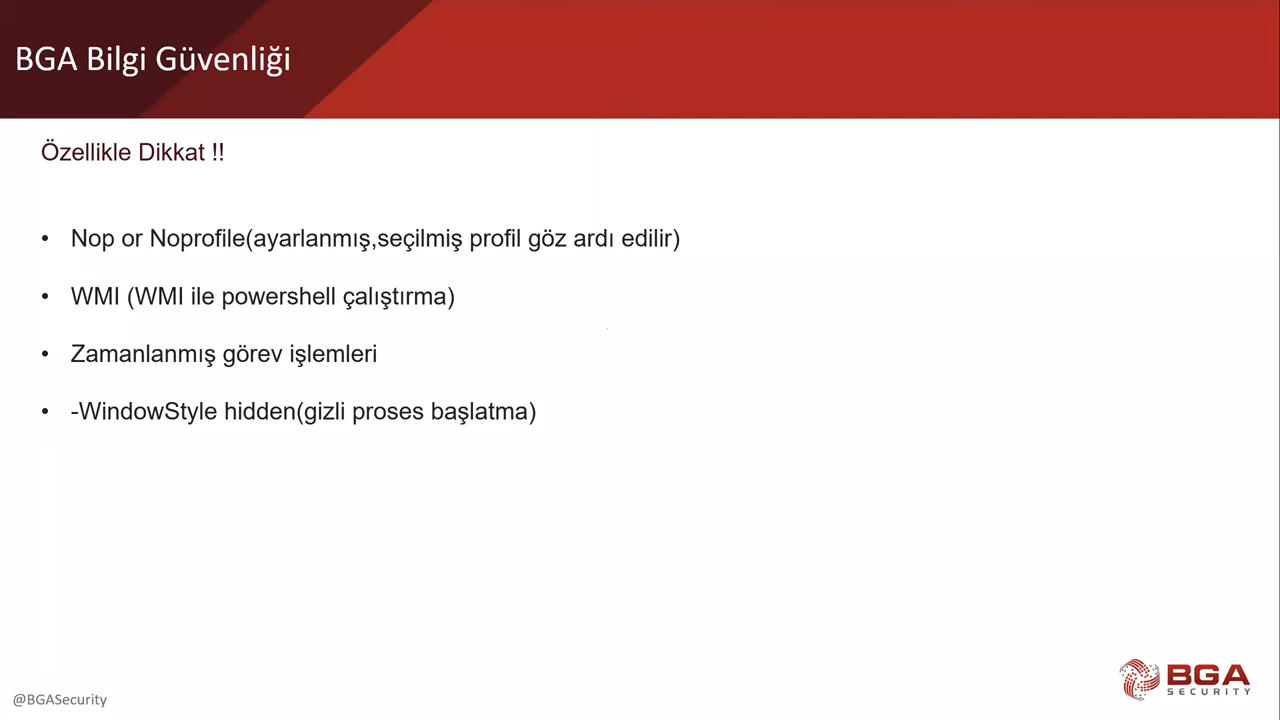 BGA Bilgi Güvenliği
Özellikle Dikkat !!
• Nop or Noprofile(ayarlanmış,seçilmiş profil göz ardı edilir)
• WMI (WMI ile powershell çalıştırma)
• Zamanlanmış görev işlemleri
• -WindowStyle hidden(gizli proses başlatma)
@BGASecurity
BGA
SECURITY